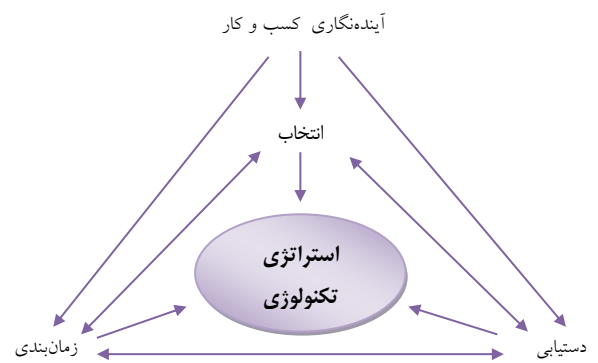 آینده‌نگاری کسب و کار
انتخاب
استراتژی
تکنولوژی
دستیابی
زمان‌بندی